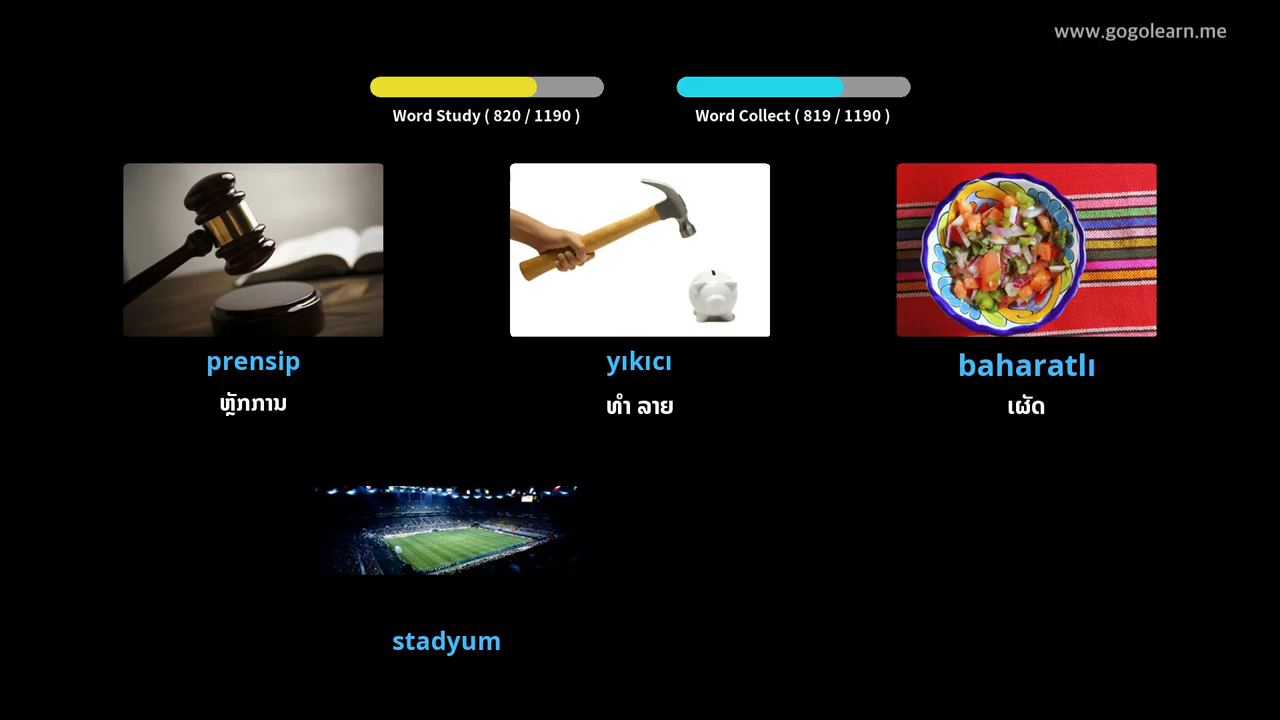 www.gogolearn.me
Word Study ( 820 / 1190 )
Word Collect ( 819 / 1190 )
prensip
yıkıcı
baharatlı
ຫຼັກການ
ທຳ ລາຍ
ເຜັດ
stadyum